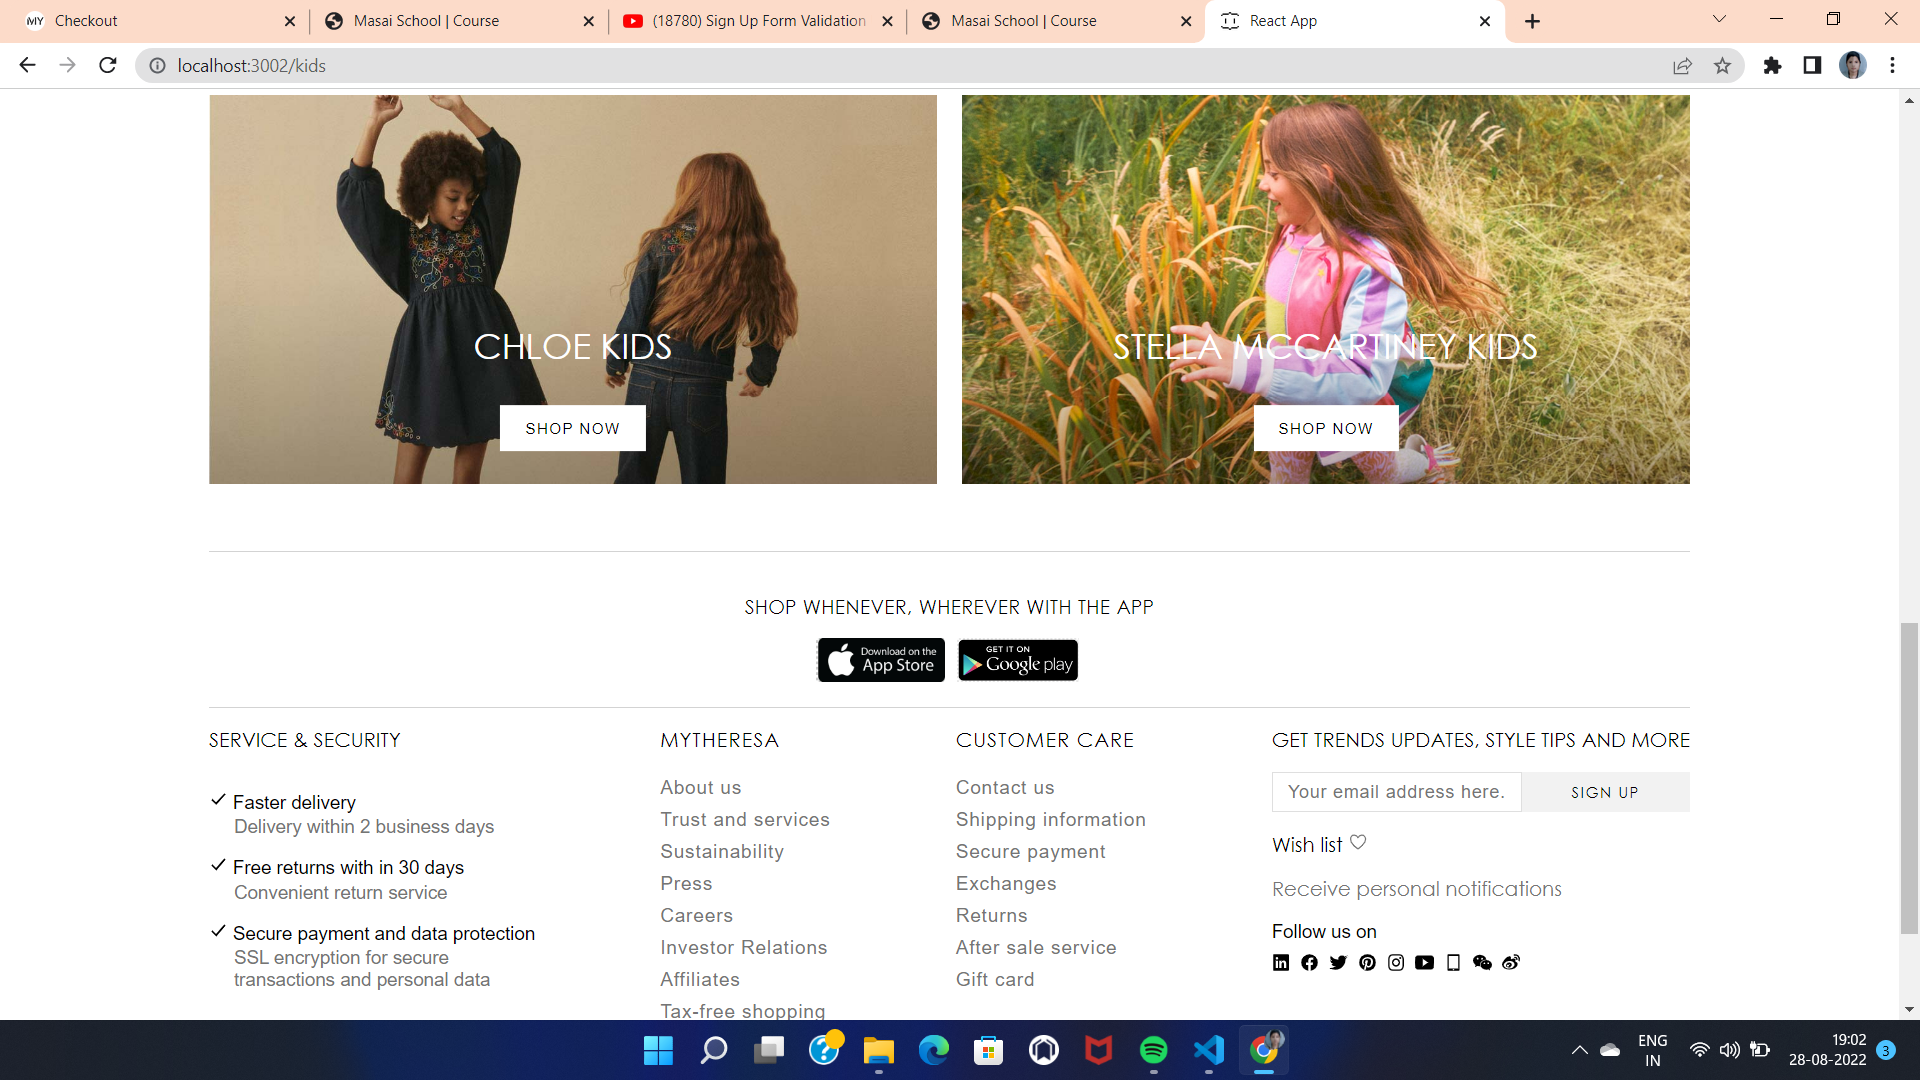 MY Checkout
Masai School | Course
(18780) Sign Up Form Validation
Masai School | Course
React App
localhost:3002/kids
CHLOE KIDS
SHOP NOW
STELLA MCCARTINEY KIDS
SHOP NOW
SHOP WHENEVER, WHEREVER WITH THE APP
Download on the
App Store
GET IT ON
Google play
SERVICE & SECURITY
Faster delivery
Delivery within 2 business days
Free returns with in 30 days
Convenient return service
Secure payment and data protection
SSL encryption for secure
transactions and personal data
MYTHERESA
About us
Trust and services
Sustainability
Press
Careers
Investor Relations
Affiliates
Tax-free shopping
CUSTOMER CARE
Contact us
Shipping information
Secure payment
Exchanges
Returns
After sale service
Gift card
GET TRENDS UPDATES, STYLE TIPS AND MORE
Your email address here.
SIGN UP
Wish list
Receive personal notifications
Follow us on
ENG
IN
19:02
28-08-2022
3